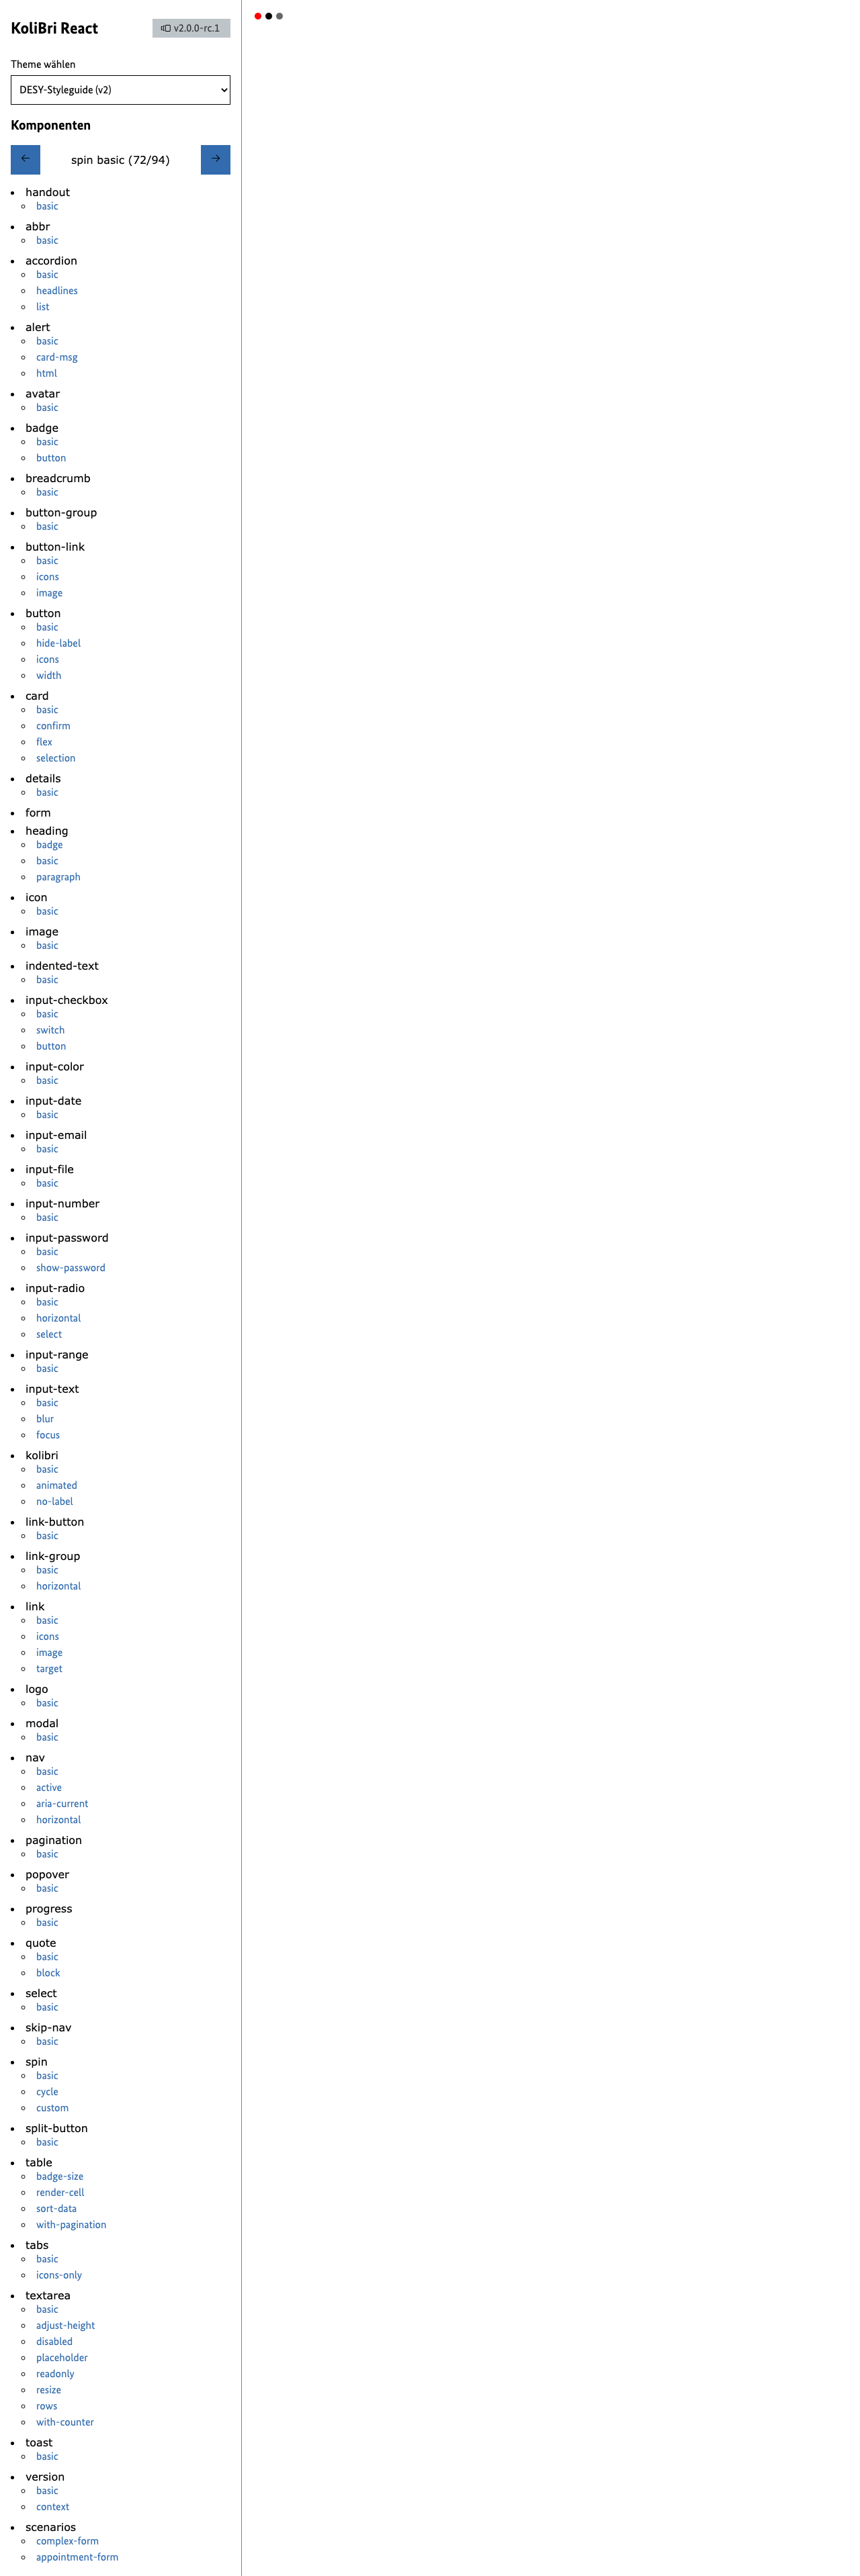 KoliBri React
v2.0.0-rc.1
Theme wählen
DESY-Styleguide (v2)
Komponenten
spin basic (72/94)
handout
basic
abbr
basic
accordion
basic
headlines
list
alert
basic
card-msg
html
avatar
basic
badge
basic
button
breadcrumb
basic
button-group
basic
button-link
basic
icons
image
button
basic
hide-label
icons
width
card
basic
confirm
flex
selection
details
basic
form
heading
badge
basic
paragraph
icon
basic
image
basic
indented-text
basic
input-checkbox
basic
switch
button
input-color
basic
input-date
basic
input-email
basic
input-file
basic
input-number
basic
input-password
basic
show-password
input-radio
basic
horizontal
select
input-range
basic
input-text
basic
blur
focus
kolibri
basic
animated
no-label
link-button
basic
link-group
basic
horizontal
link
basic
icons
image
target
logo
basic
modal
basic
nav
basic
active
aria-current
horizontal
pagination
basic
popover
basic
progress
basic
quote
basic
block
select
basic
skip-nav
basic
spin
basic
cycle
custom
split-button
basic
table
badge-size
render-cell
sort-data
with-pagination
tabs
basic
icons-only
textarea
basic
adjust-height
disabled
placeholder
readonly
resize
rows
with-counter
toast
basic
version
basic
context
scenarios
complex-form
appointment-form